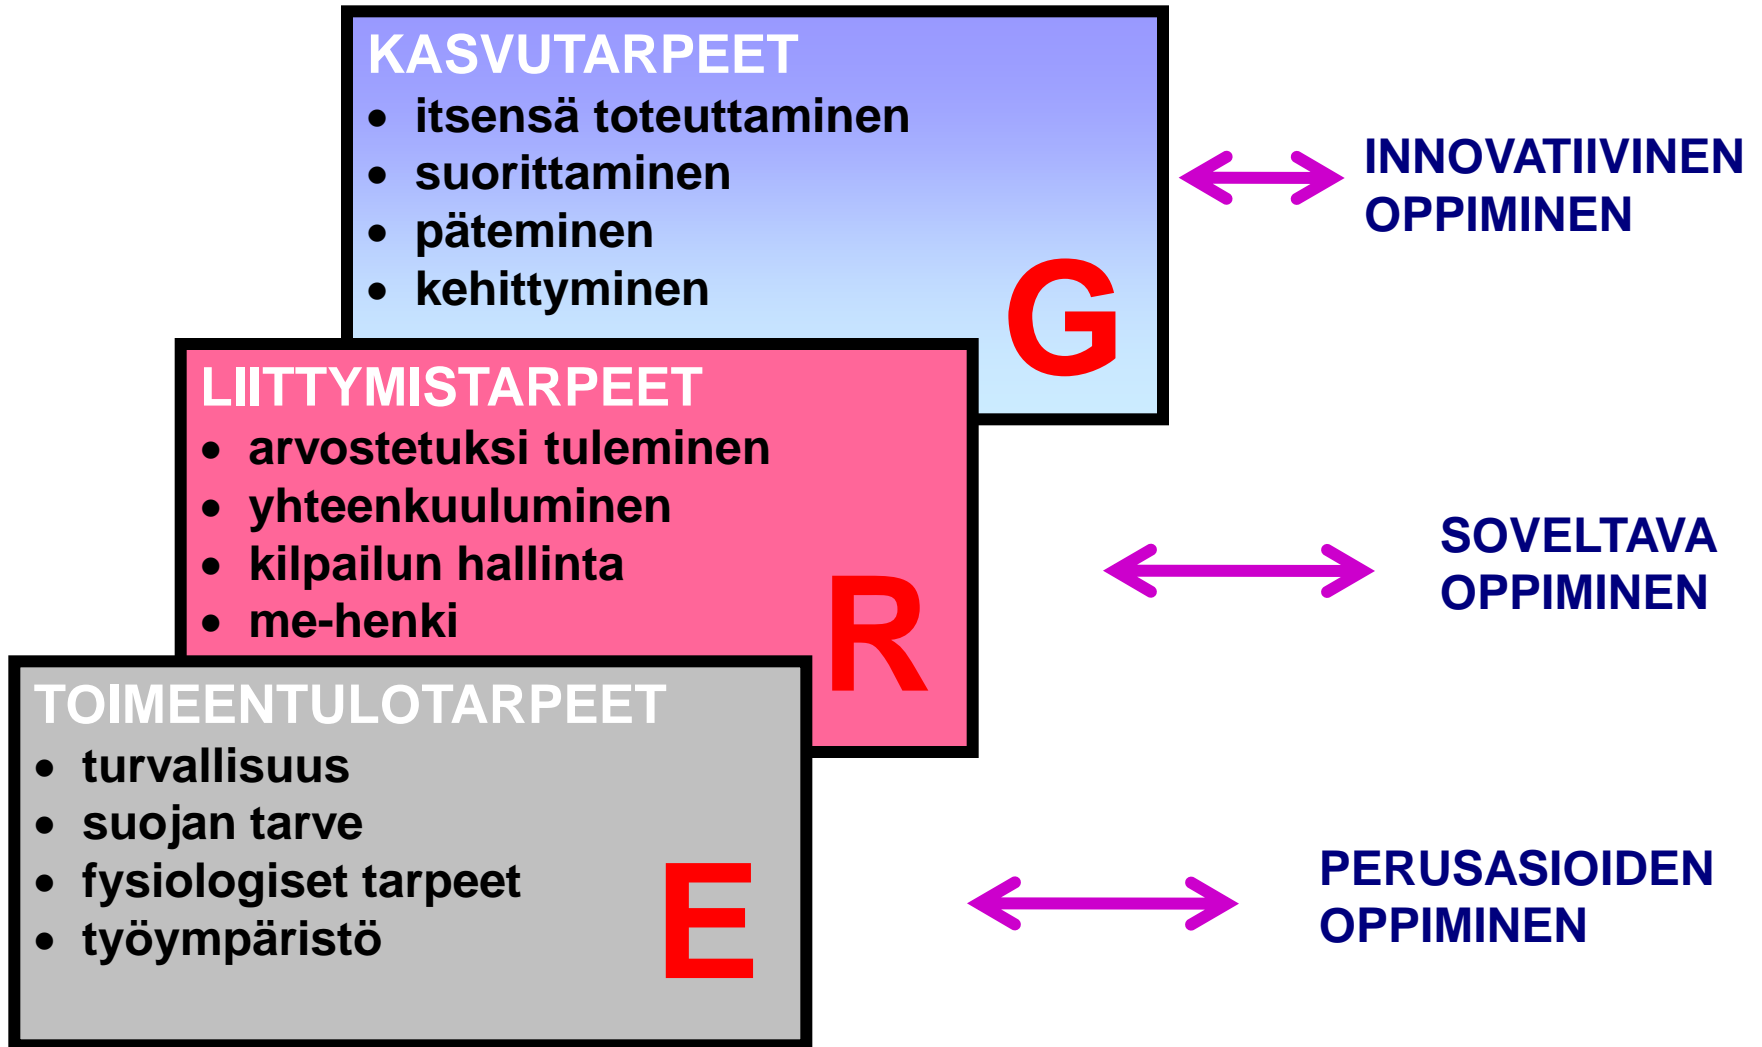 KASVUTARPEET
• itsensä toteuttaminen
• suorittaminen
• päteminen
• kehittyminen
G
INNOVATIIVINEN
OPPIMINEN
LIITTYMISTARPEET
• arvostetuksi tuleminen
• yhteenkuuluminen
• kilpailun hallinta
• me-henki
R
SOVELTAVA
OPPIMINEN
TOIMEENTULOTARPEET
• turvallisuus
• suojan tarve
• fysiologiset tarpeet
• työympäristö
E
PERUSASIOIDEN
OPPIMINEN